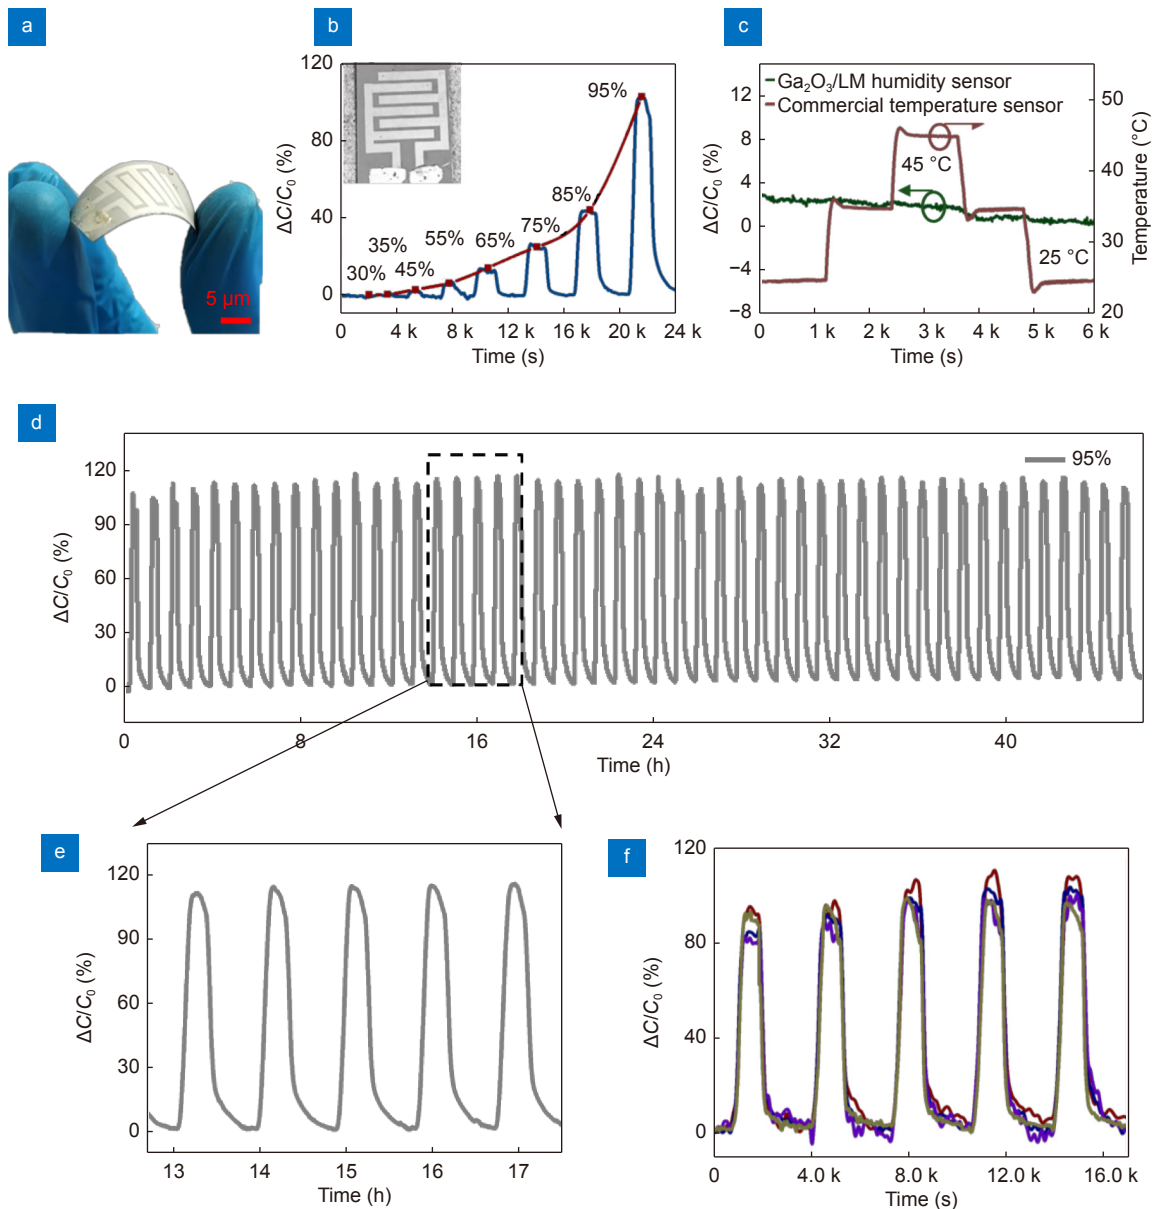 a
5 μm
b
ΔC/C₀ (%)
120
80
40
0
30%
35%
45%
55%
65%
75%
85%
95%
0
4 k
8 k
12 k
16 k
20 k
24 k
Time (s)
c
ΔC/C₀ (%)
12
8
4
0
−4
−8
Ga₂O₃/LM humidity sensor
Commercial temperature sensor
45 °C
25 °C
50
40
30
20
Temperature (°C)
0
1 k
2 k
3 k
4 k
5 k
6 k
Time (s)
d
ΔC/C₀ (%)
120
90
60
30
0
95%
0
8
16
24
32
40
Time (h)
e
ΔC/C₀ (%)
120
90
60
30
0
13
14
15
16
17
Time (h)
f
ΔC/C₀ (%)
120
80
40
0
0
4.0 k
8.0 k
12.0 k
16.0 k
Time (s)